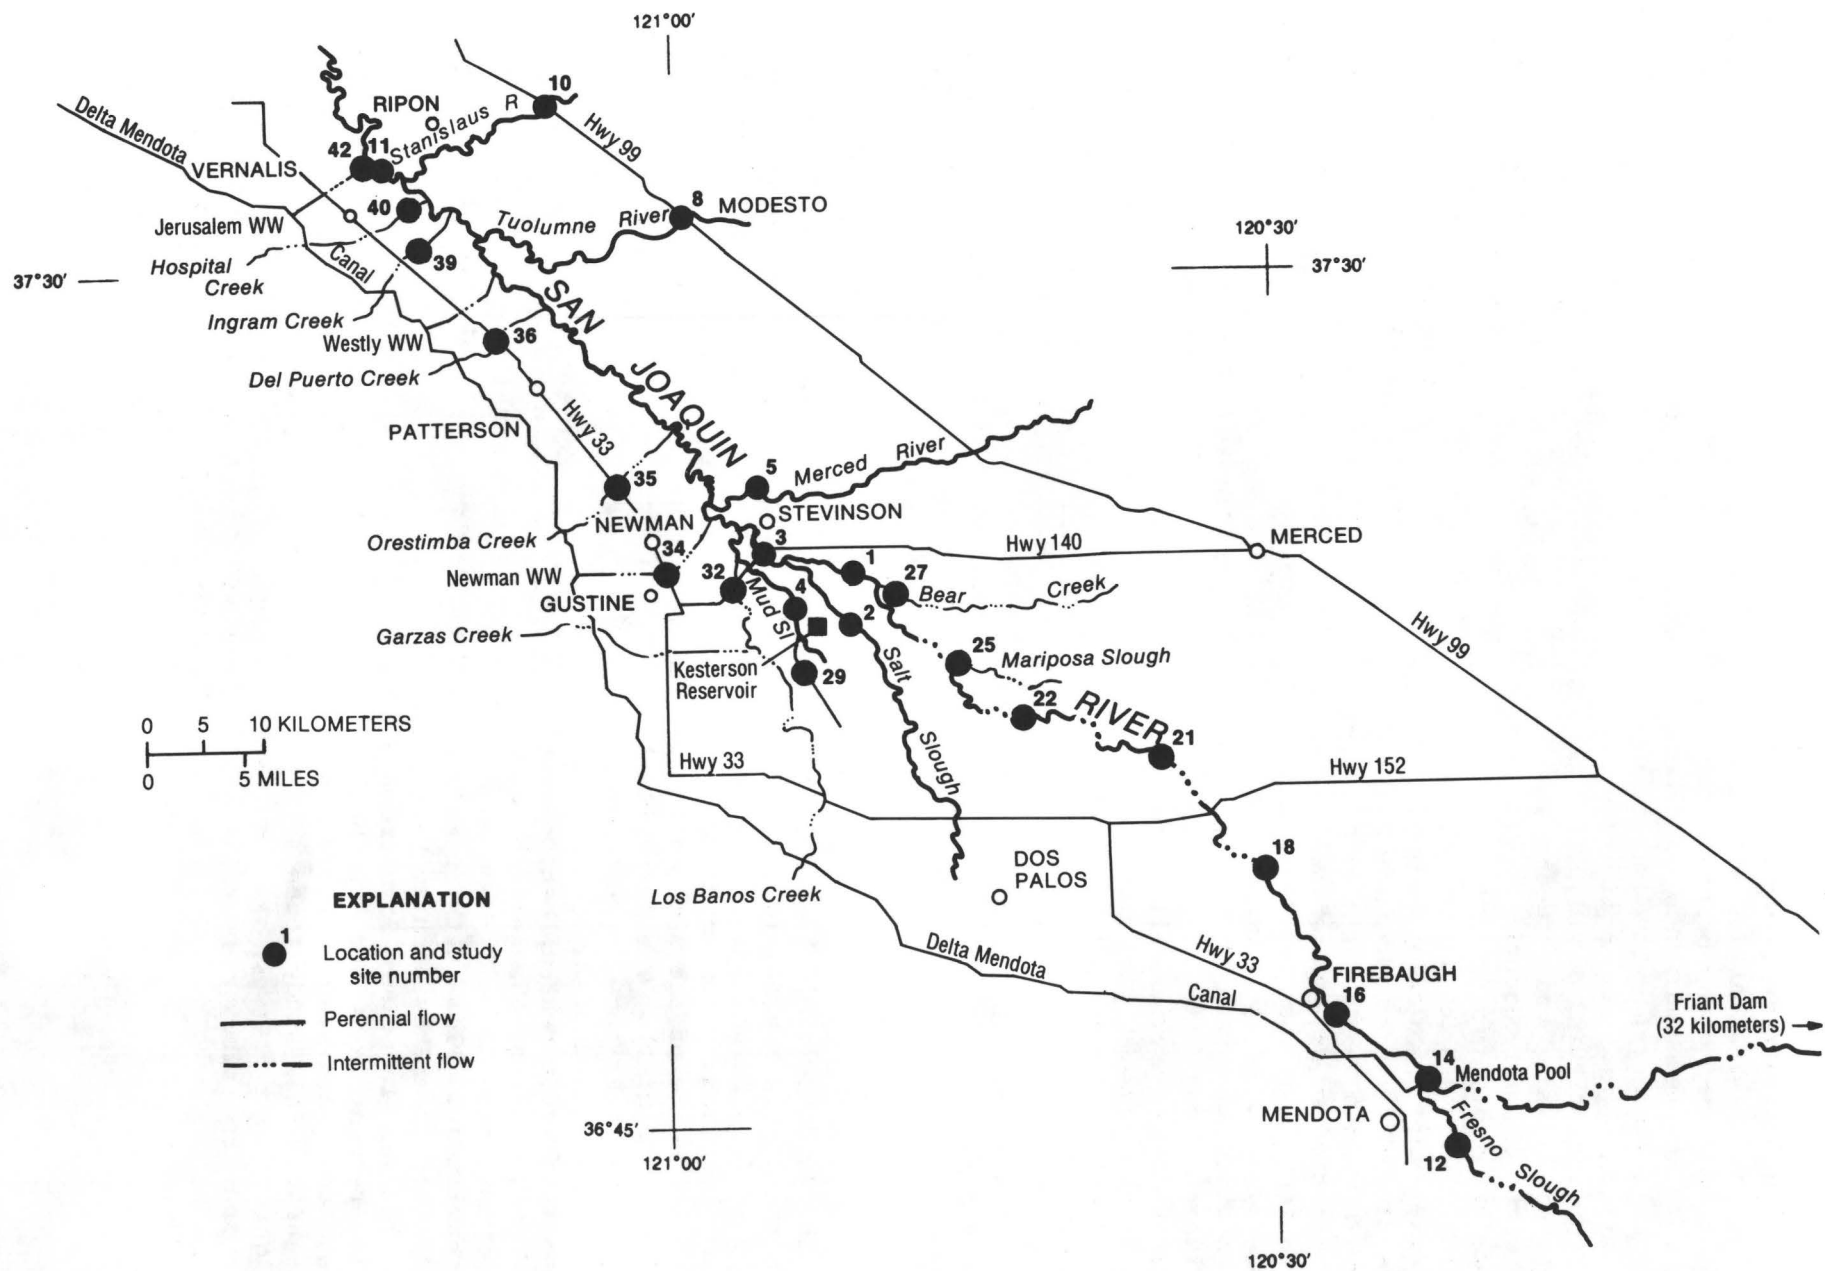 121°00'
10
RIPON
Stanislaus R
Hwy 99
Delta Mendota
42
11
VERNALIS
8
MODESTO
40
Tuolumne River
Jerusalem WW
120°30'
37°30'
39
Canal
Hospital
Creek
37°30'
Ingram Creek
SAN
JOAQUIN
Westly WW
36
Del Puerto Creek
Hwy 33
PATTERSON
5
Merced River
35
STEVINSON
NEWMAN
Orestimba Creek
3
Hwy 140
MERCED
34
1
27
Newman WW
32
Mud Sl
4
Bear Creek
GUSTINE
2
Garzas Creek
Hwy 99
25
Mariposa Slough
Kesterson
Reservoir
29
Salt
Slough
22
RIVER
21
0 5 10 KILOMETERS
0 5 MILES
Hwy 33
Hwy 152
18
DOS
PALOS
Los Banos Creek
EXPLANATION
1
Location and study
site number
Perennial flow
Intermittent flow
Delta Mendota
Canal
Hwy 33
FIREBAUGH
16
Friant Dam
(32 kilometers)
14
Mendota Pool
MENDOTA
Fresno
Slough
12
36°45'
121°00'
120°30'